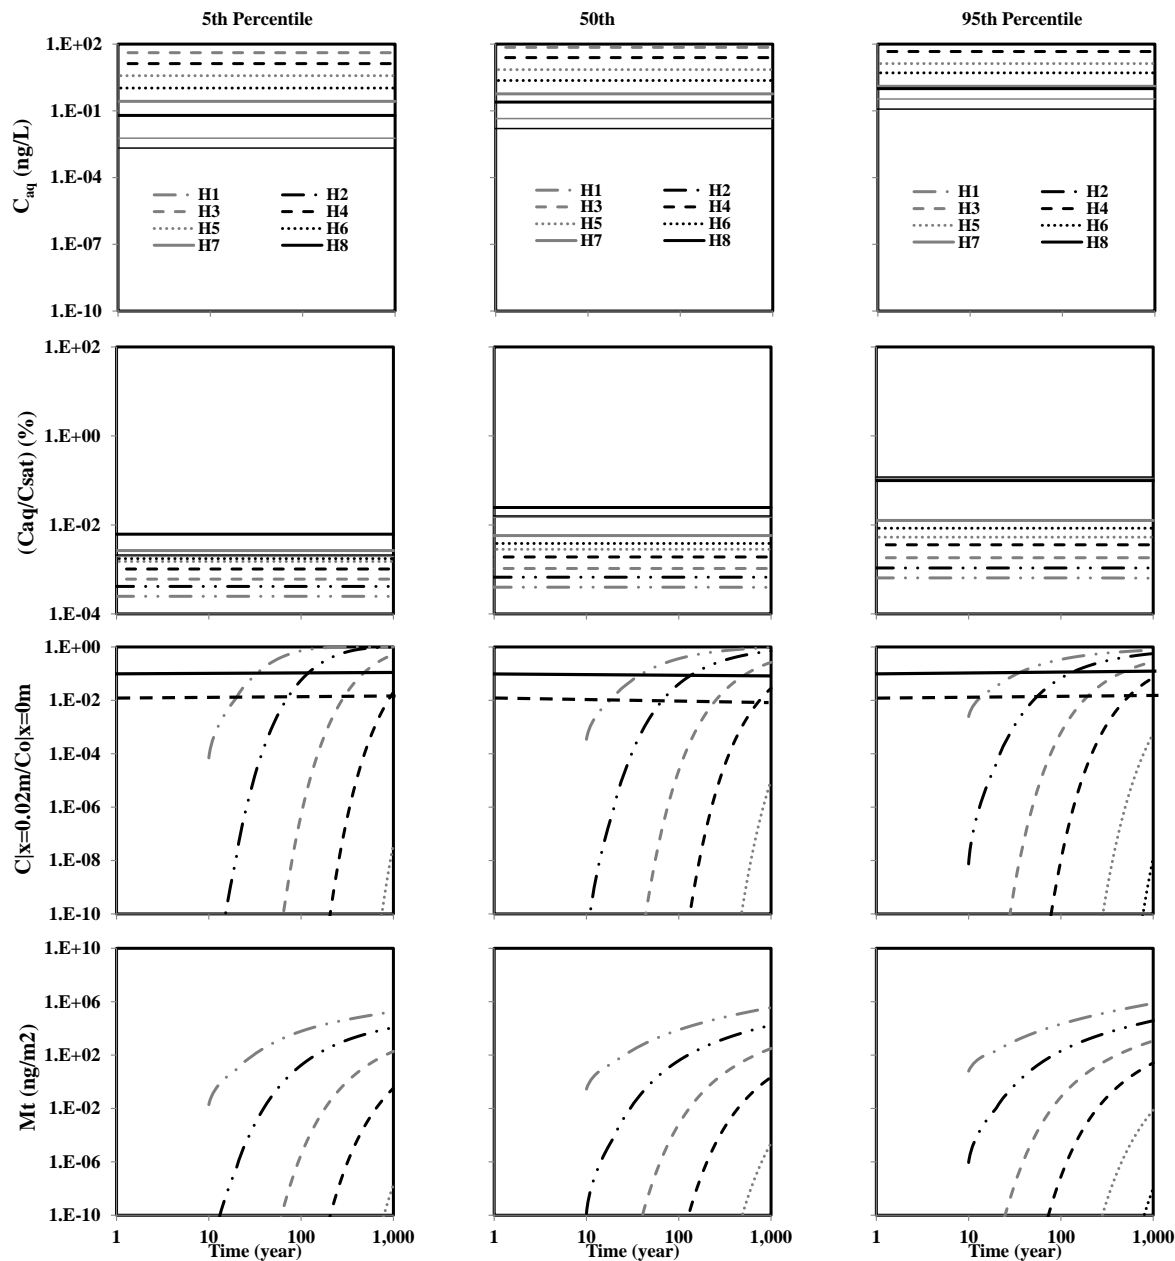 5th Percentile 50th 95th Percentile
C_aq (ng/L)
1.E+02
1.E-01
1.E-04
1.E-07
1.E-10
H1 H2
H3 H4
H5 H6
H7 H8
H1 H2
H3 H4
H5 H6
H7 H8
H1 H2
H3 H4
H5 H6
H7 H8
(Caq/Csat) (%)
1.E+02
1.E+00
1.E-02
1.E-04
C|x=0.02m/Co|x=0m
1.E+00
1.E-02
1.E-04
1.E-06
1.E-08
1.E-10
Mt (ng/m2)
1.E+10
1.E+06
1.E+02
1.E-02
1.E-06
1.E-10
1 10 100 1,000 1 10 100 1,000 1 10 100 1,000
Time (year) Time (year) Time (year)